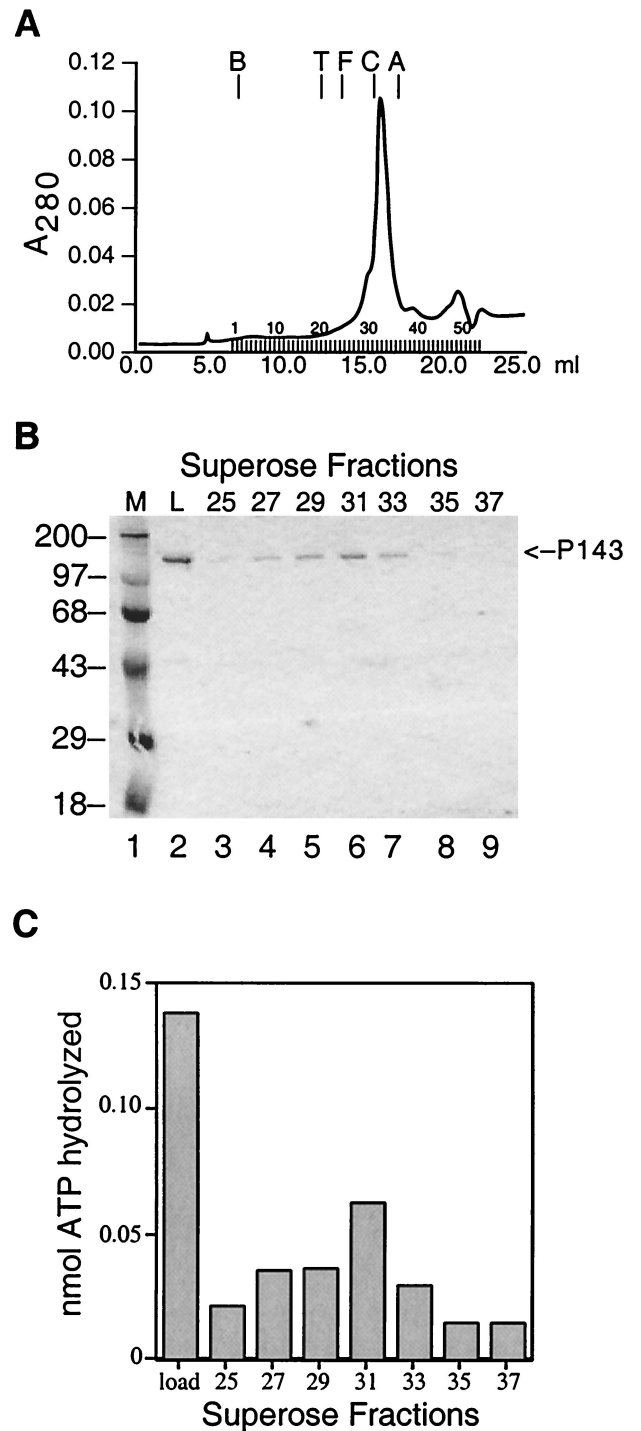 A
B T F C A
0.12
0.10
0.08
0.06
0.04
0.02
0.00
A280
1 10 20 30 40 50
0.0 5.0 10.0 15.0 20.0 25.0 ml
B
Superose Fractions
M L 25 27 29 31 33 35 37
200–
97–
68–
43–
29–
18–
<–P143
1 2 3 4 5 6 7 8 9
C
0.15
0.10
0.05
0
nmol ATP hydrolyzed
load 25 27 29 31 33 35 37
Superose Fractions